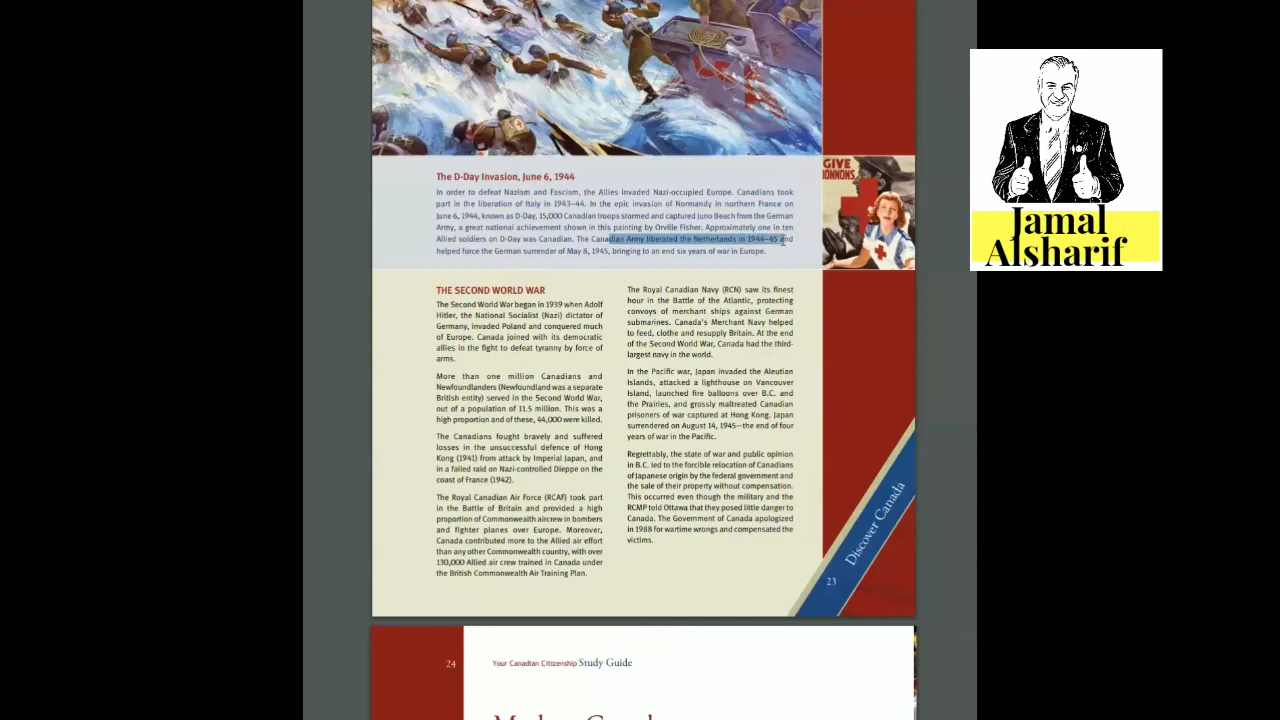 The D-Day Invasion, June 6, 1944
In order to defeat Nazism and Fascism, the Allies invaded Nazi-occupied Europe. Canadians took
part in the liberation of Italy in 1943–44. In the epic invasion of Normandy in northern France on
June 6, 1944, known as D-Day, 15,000 Canadian troops stormed and captured Juno Beach from the German
Army, a great national achievement shown in this painting by Orville Fisher. Approximately one in ten
Allied soldiers on D-Day was Canadian. The Canadian Army liberated the Netherlands in 1944–45 and
helped force the German surrender of May 8, 1945, bringing to an end six years of war in Europe.
GIVE
THE SECOND WORLD WAR
The Second World War began in 1939 when Adolf
Hitler, the National Socialist (Nazi) dictator of
Germany, invaded Poland and conquered much
of Europe. Canada joined with its democratic
allies in the fight to defeat tyranny by force of
arms.
More than one million Canadians and
Newfoundlanders (Newfoundland was a separate
British entity) served in the Second World War,
out of a population of 11.5 million. This was a
high proportion and of these, 44,000 were killed.
The Canadians fought bravely and suffered
losses in the unsuccessful defence of Hong
Kong (1941) from attack by Imperial Japan, and
in a failed raid on Nazi-controlled Dieppe on the
coast of France (1942).
The Royal Canadian Air Force (RCAF) took part
in the Battle of Britain and provided a high
proportion of Commonwealth aircrew in bombers
and fighter planes over Europe. Moreover,
Canada contributed more to the Allied air effort
than any other Commonwealth country, with over
130,000 Allied air crew trained in Canada under
the British Commonwealth Air Training Plan.
The Royal Canadian Navy (RCN) saw its finest
hour in the Battle of the Atlantic, protecting
convoys of merchant ships against German
submarines. Canada's Merchant Navy helped
to feed, clothe and resupply Britain. At the end
of the Second World War, Canada had the third-
largest navy in the world.
In the Pacific war, Japan invaded the Aleutian
Islands, attacked a lighthouse on Vancouver
Island, launched fire balloons over B.C. and
the Prairies, and grossly maltreated Canadian
prisoners of war captured at Hong Kong. Japan
surrendered on August 14, 1945—the end of four
years of war in the Pacific.
Regrettably, the state of war and public opinion
in B.C. led to the forcible relocation of Canadians
of Japanese origin by the federal government and
the sale of their property without compensation.
This occurred even though the military and the
RCMP told Ottawa that they posed little danger to
Canada. The Government of Canada apologized
in 1988 for wartime wrongs and compensated the
victims.
Discover Canada
23
24
Your Canadian Citizenship Study Guide
Jamal
Alsharif